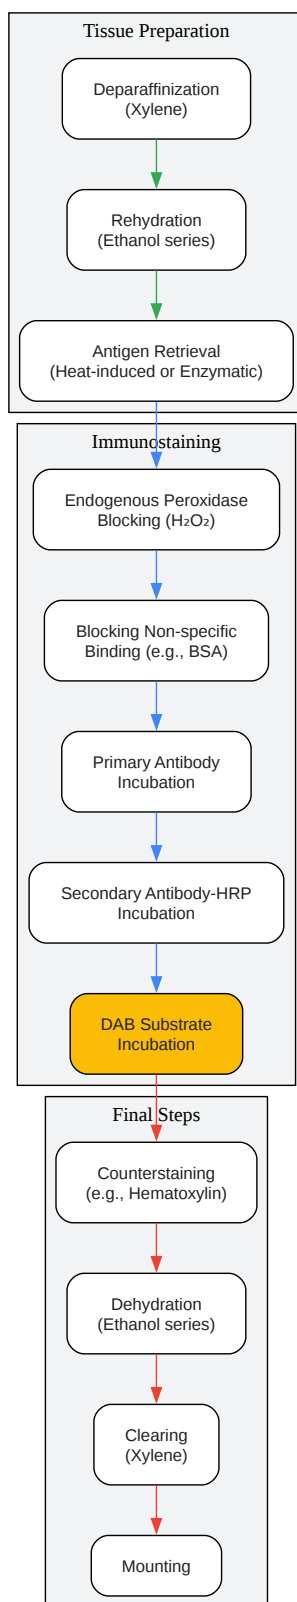 Tissue Preparation
Deparaffinization
(Xylene)
Rehydration
(Ethanol series)
Antigen Retrieval
(Heat-induced or Enzymatic)
Immunostaining
Endogenous Peroxidase
Blocking (H₂O₂)
Blocking Non-specific
Binding (e.g., BSA)
Primary Antibody
Incubation
Secondary Antibody-HRP
Incubation
DAB Substrate
Incubation
Final Steps
Counterstaining
(e.g., Hematoxylin)
Dehydration
(Ethanol series)
Clearing
(Xylene)
Mounting